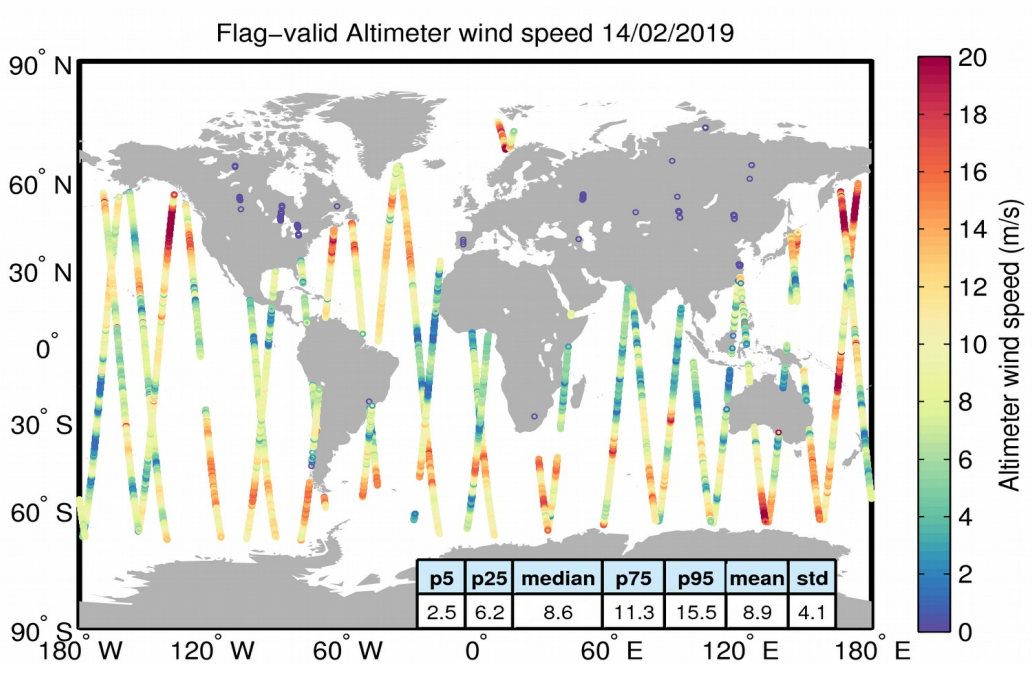 Flag−valid Altimeter wind speed 14/02/2019
90° N
60° N
30° N
0°
30° S
60° S
90° S
180° W
120° W
60° W
0°
60° E
120° E
180° E
p5 p25 median p75 p95 mean std
2.5 6.2 8.6 11.3 15.5 8.9 4.1
20
18
16
14
12
10
8
6
4
2
0
Altimeter wind speed (m/s)